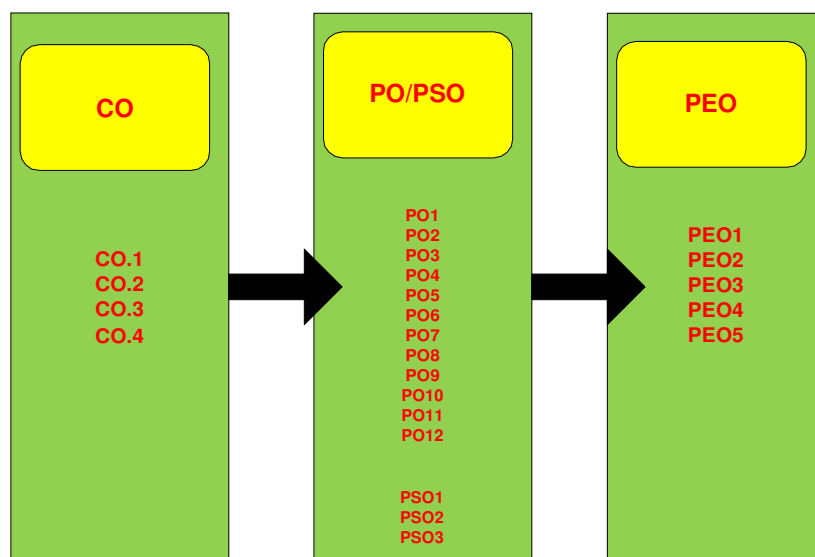 CO
CO.1
CO.2
CO.3
CO.4
PO/PSO
PO1
PO2
PO3
PO4
PO5
PO6
PO7
PO8
PO9
PO10
PO11
PO12
PSO1
PSO2
PSO3
PEO
PEO1
PEO2
PEO3
PEO4
PEO5